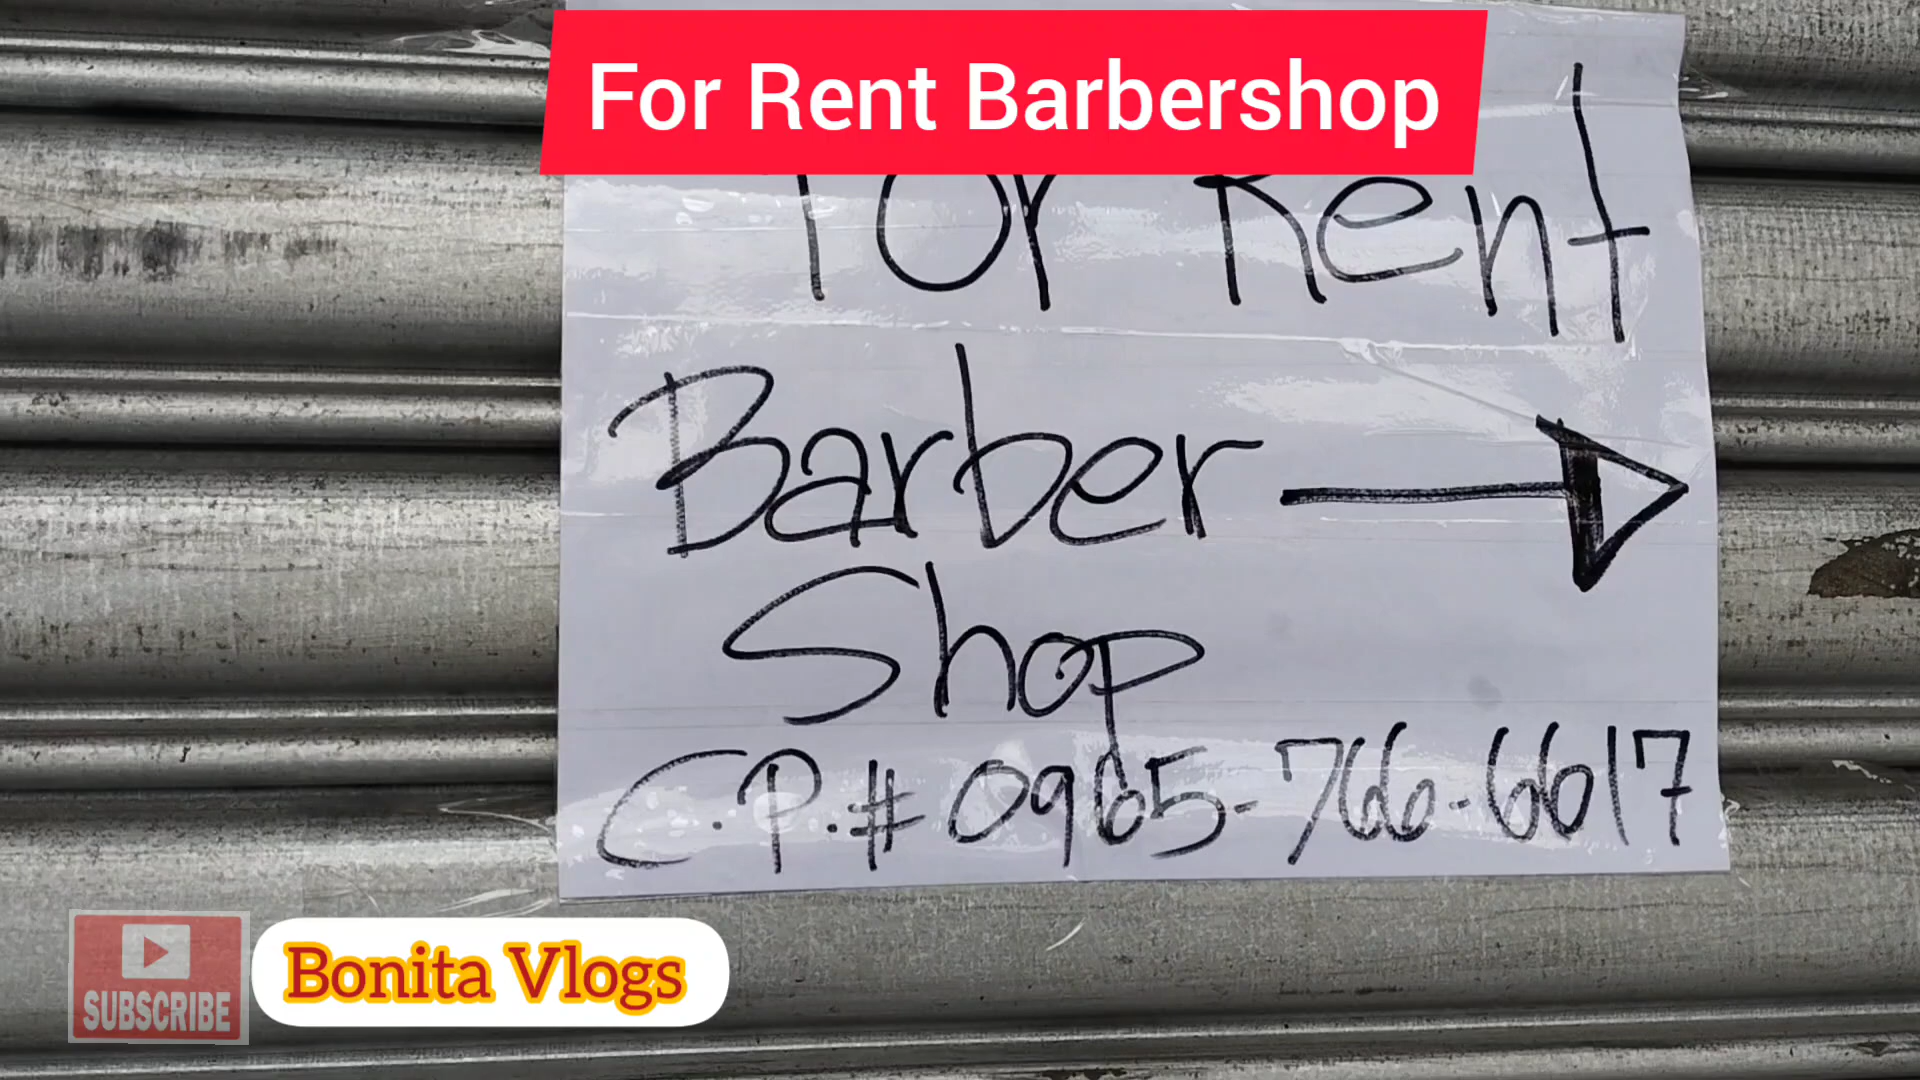 For Rent Barbershop
For Rent
Barber
Shop
C.P.# 0965-766-6617
SUBSCRIBE
Bonita Vlogs